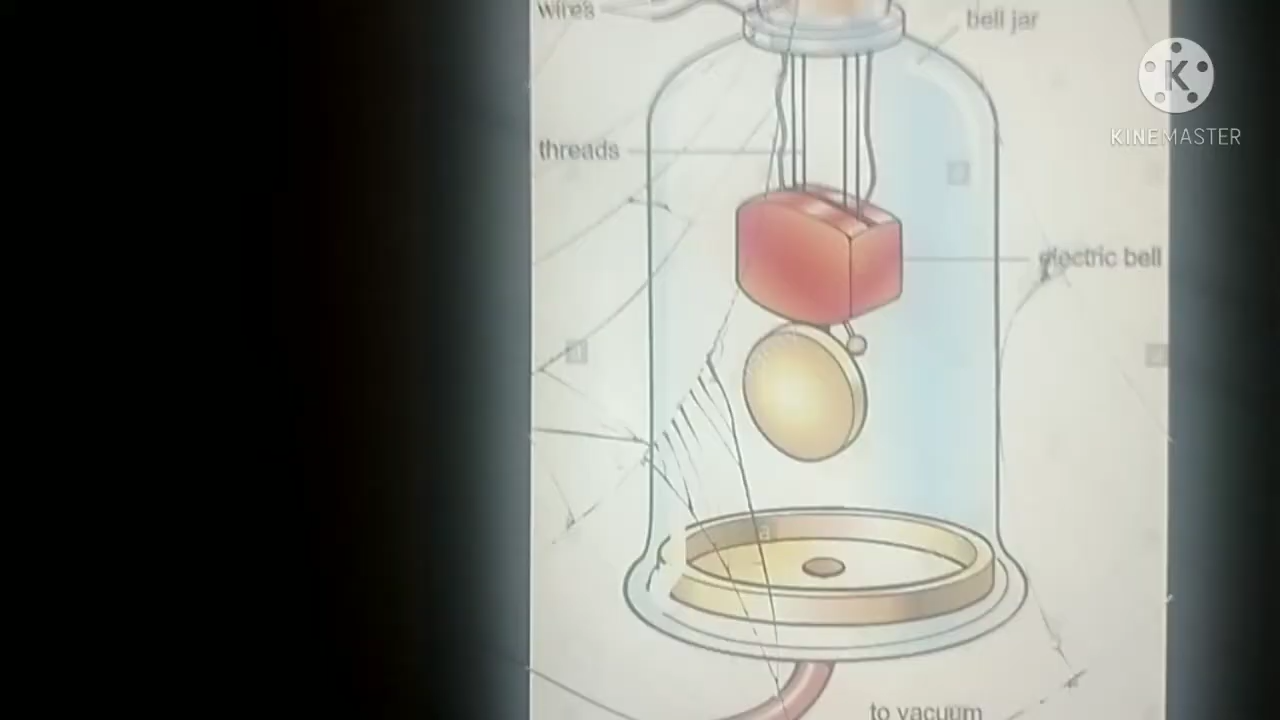 wires
bell jar
K
KINEMASTER
threads
electric bell
to vacuum